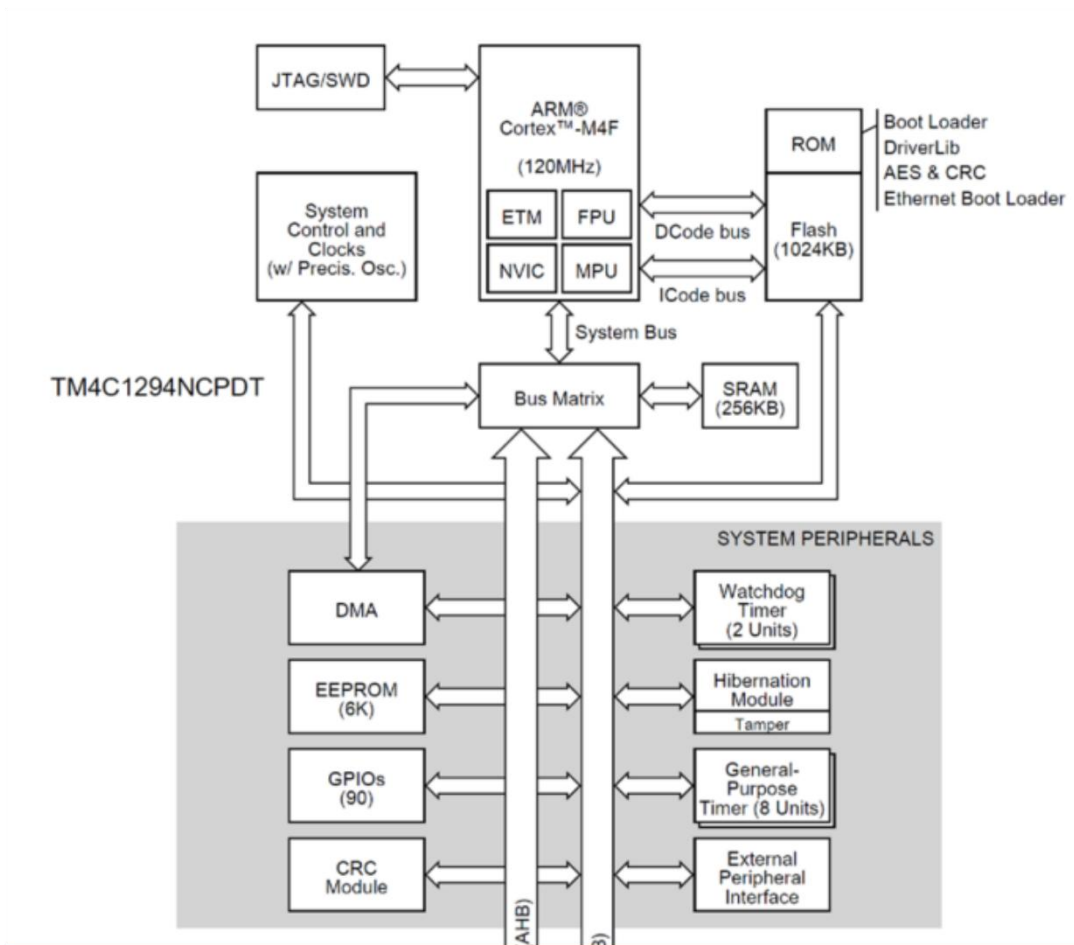 JTAG/SWD
ARM®
Cortex™-M4F
(120MHz)
ETM
FPU
NVIC
MPU
ROM
Flash
(1024KB)
Boot Loader
DriverLib
AES & CRC
Ethernet Boot Loader
System
Control and
Clocks
(w/ Precis. Osc.)
DCode bus
ICode bus
System Bus
TM4C1294NCPDT
Bus Matrix
SRAM
(256KB)
SYSTEM PERIPHERALS
DMA
Watchdog
Timer
(2 Units)
EEPROM
(6K)
Hibernation
Module
Tamper
GPIOs
(90)
General-
Purpose
Timer (8 Units)
CRC
Module
External
Peripheral
Interface
AHB)
B)